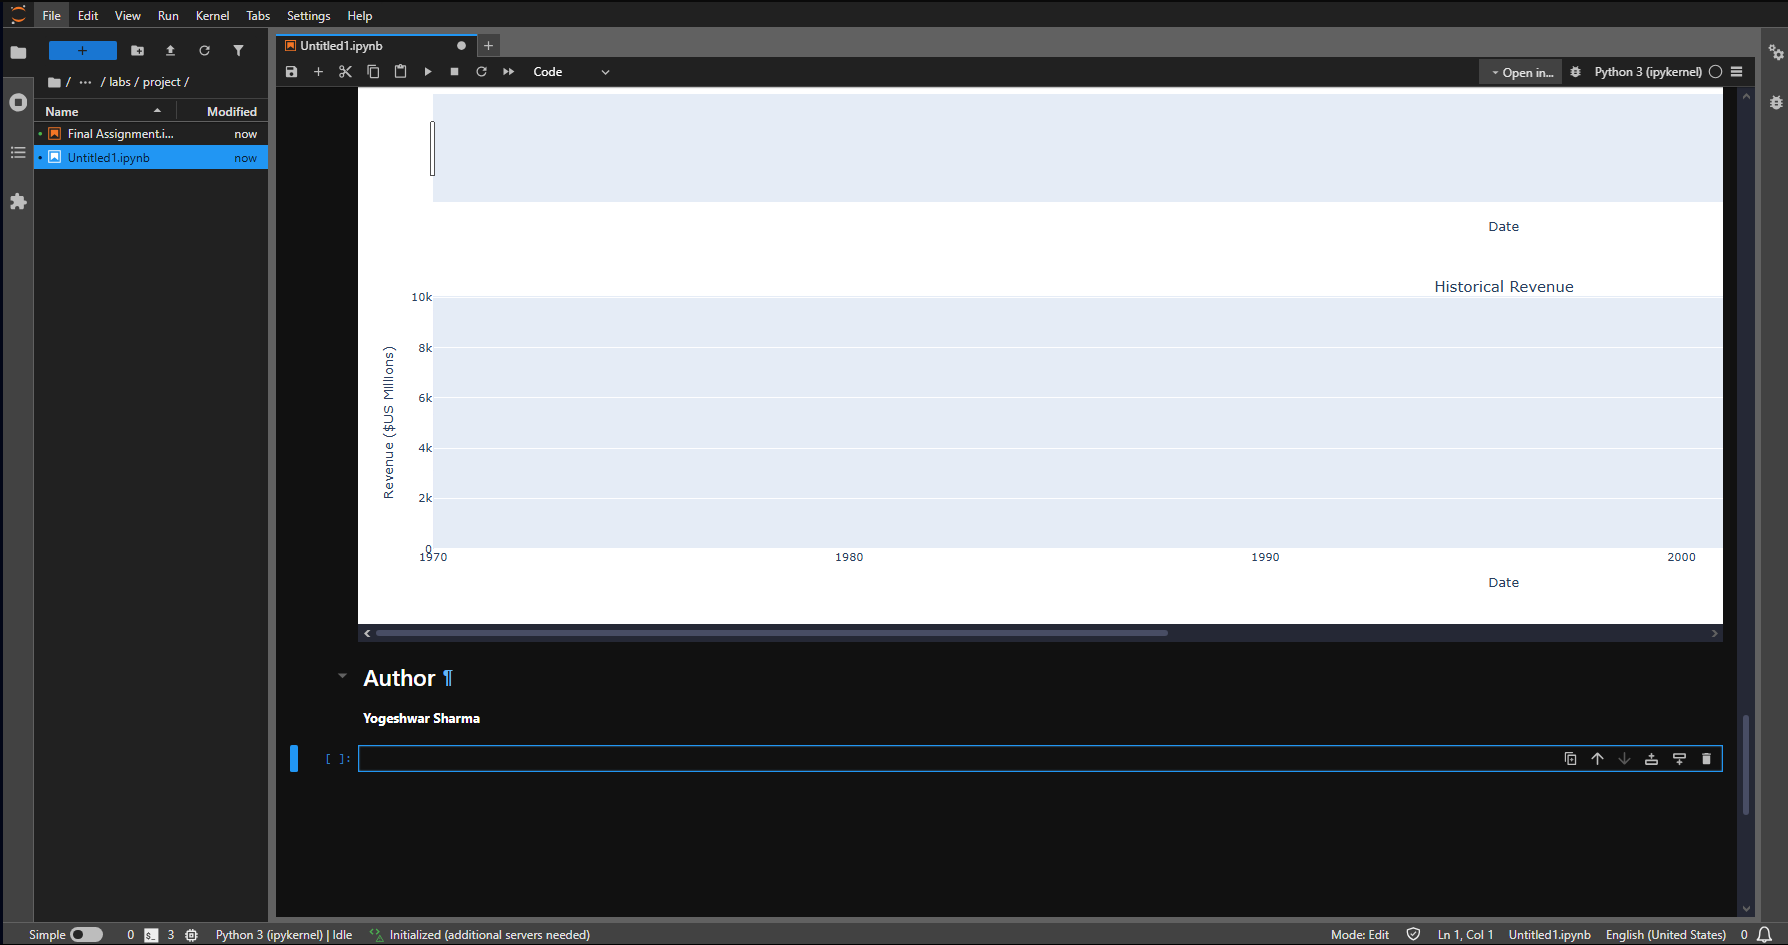 File Edit View Run Kernel Tabs Settings Help
+
/ ··· / labs / project /
Name Modified
Final Assignment.i... now
Untitled1.ipynb now
Untitled1.ipynb
+
Code
Open in...
Python 3 (ipykernel)
Date
Historical Revenue
Revenue ($US Millions)
10k
8k
6k
4k
2k
0
1970 1980 1990 2000
Date
Author ¶
Yogeshwar Sharma
[ ]:
Simple 0 $_ 3 Python 3 (ipykernel) | Idle Initialized (additional servers needed) Mode: Edit Ln 1, Col 1 Untitled1.ipynb English (United States) 0